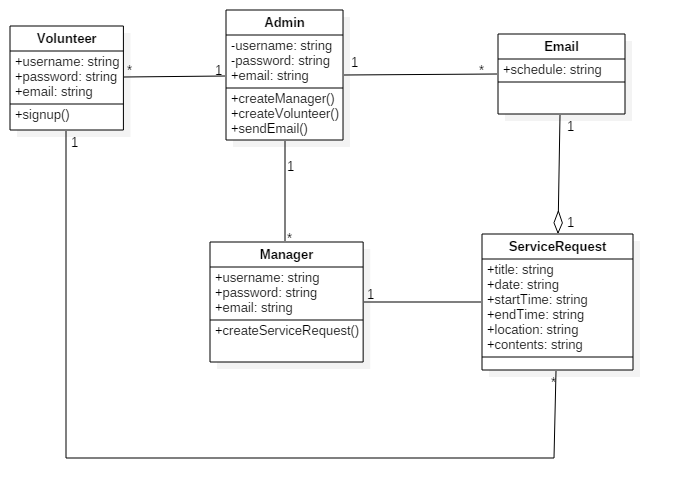 Volunteer
+username: string
+password: string
+email: string
+signup()
*
1
Admin
-username: string
-password: string
+email: string
+createManager()
+createVolunteer()
+sendEmail()
1
*
Email
+schedule: string
1
1
1
1
*
Manager
+username: string
+password: string
+email: string
+createServiceRequest()
1
ServiceRequest
+title: string
+date: string
+startTime: string
+endTime: string
+location: string
+contents: string
*